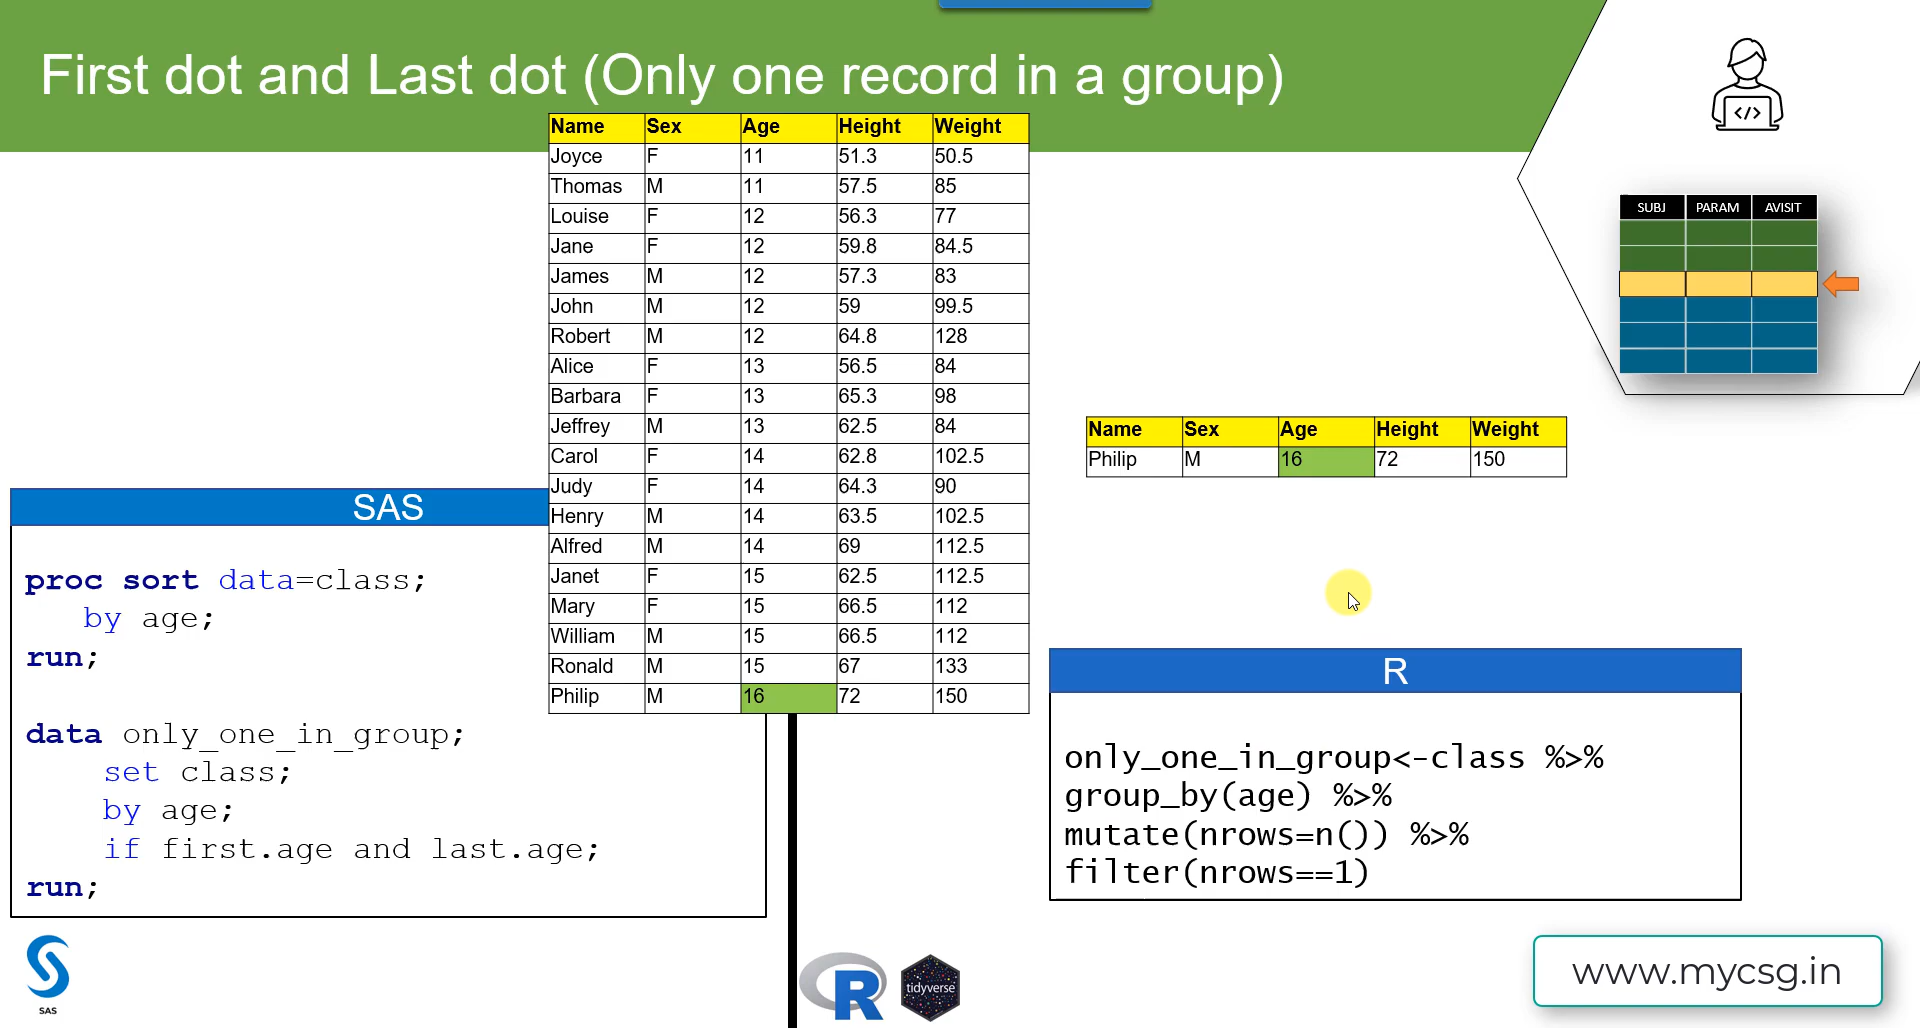 First dot and Last dot (Only one record in a group)
</>
SUBJ PARAM AVISIT
Name Sex Age Height Weight
Joyce F 11 51.3 50.5
Thomas M 11 57.5 85
Louise F 12 56.3 77
Jane F 12 59.8 84.5
James M 12 57.3 83
John M 12 59 99.5
Robert M 12 64.8 128
Alice F 13 56.5 84
Barbara F 13 65.3 98
Jeffrey M 13 62.5 84
Carol F 14 62.8 102.5
Judy F 14 64.3 90
Henry M 14 63.5 102.5
Alfred M 14 69 112.5
Janet F 15 62.5 112.5
Mary F 15 66.5 112
William M 15 66.5 112
Ronald M 15 67 133
Philip M 16 72 150
Name Sex Age Height Weight
Philip M 16 72 150
SAS
proc sort data=class;
by age;
run;
data only_one_in_group;
set class;
by age;
if first.age and last.age;
run;
R
only_one_in_group<-class %>%
group_by(age) %>%
mutate(nrows=n()) %>%
filter(nrows==1)
SAS
R
tidyverse
www.mycsg.in